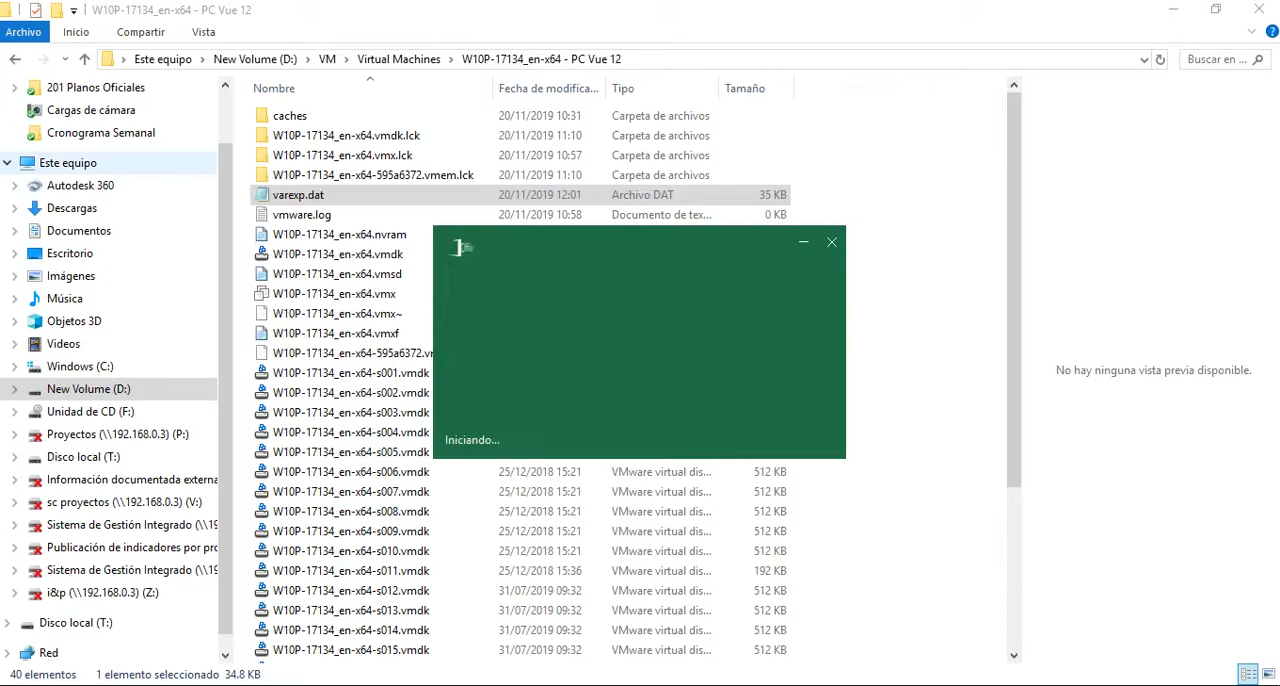 W10P-17134_en-x64 - PC Vue 12
Archivo Inicio Compartir Vista
Este equipo New Volume (D:) VM Virtual Machines W10P-17134_en-x64 - PC Vue 12 Buscar en ...
201 Planos Oficiales
Cargas de cámara
Cronograma Semanal
Este equipo
Autodesk 360
Descargas
Documentos
Escritorio
Imágenes
Música
Objetos 3D
Videos
Windows (C:)
New Volume (D:)
Unidad de CD (F:)
Proyectos (\\192.168.0.3) (P:)
Disco local (T:)
Información documentada externa
sc proyectos (\\192.168.0.3) (V:)
Sistema de Gestión Integrado (\\19
Publicación de indicadores por pro
Sistema de Gestión Integrado (\\19
i&p (\\192.168.0.3) (Z:)
Disco local (T:)
Red
Nombre Fecha de modifica... Tipo Tamaño
caches 20/11/2019 10:31 Carpeta de archivos
W10P-17134_en-x64.vmdk.lck 20/11/2019 11:10 Carpeta de archivos
W10P-17134_en-x64.vmx.lck 20/11/2019 10:57 Carpeta de archivos
W10P-17134_en-x64-595a6372.vmem.lck 20/11/2019 11:10 Carpeta de archivos
varexp.dat 20/11/2019 12:01 Archivo DAT 35 KB
vmware.log 20/11/2019 10:58 Documento de tex... 0 KB
W10P-17134_en-x64.nvram
W10P-17134_en-x64.vmdk
W10P-17134_en-x64.vmsd
W10P-17134_en-x64.vmx
W10P-17134_en-x64.vmx~
W10P-17134_en-x64.vmxf
W10P-17134_en-x64-595a6372.vr
W10P-17134_en-x64-s001.vmdk
W10P-17134_en-x64-s002.vmdk
W10P-17134_en-x64-s003.vmdk
W10P-17134_en-x64-s004.vmdk
W10P-17134_en-x64-s005.vmdk
W10P-17134_en-x64-s006.vmdk 25/12/2018 15:21 VMware virtual dis... 512 KB
W10P-17134_en-x64-s007.vmdk 25/12/2018 15:21 VMware virtual dis... 512 KB
W10P-17134_en-x64-s008.vmdk 25/12/2018 15:21 VMware virtual dis... 512 KB
W10P-17134_en-x64-s009.vmdk 25/12/2018 15:21 VMware virtual dis... 512 KB
W10P-17134_en-x64-s010.vmdk 25/12/2018 15:21 VMware virtual dis... 512 KB
W10P-17134_en-x64-s011.vmdk 25/12/2018 15:36 VMware virtual dis... 192 KB
W10P-17134_en-x64-s012.vmdk 31/07/2019 09:32 VMware virtual dis... 512 KB
W10P-17134_en-x64-s013.vmdk 31/07/2019 09:32 VMware virtual dis... 512 KB
W10P-17134_en-x64-s014.vmdk 31/07/2019 09:32 VMware virtual dis... 512 KB
W10P-17134_en-x64-s015.vmdk 31/07/2019 09:32 VMware virtual dis... 512 KB
Iniciando...
No hay ninguna vista previa disponible.
40 elementos 1 elemento seleccionado 34.8 KB